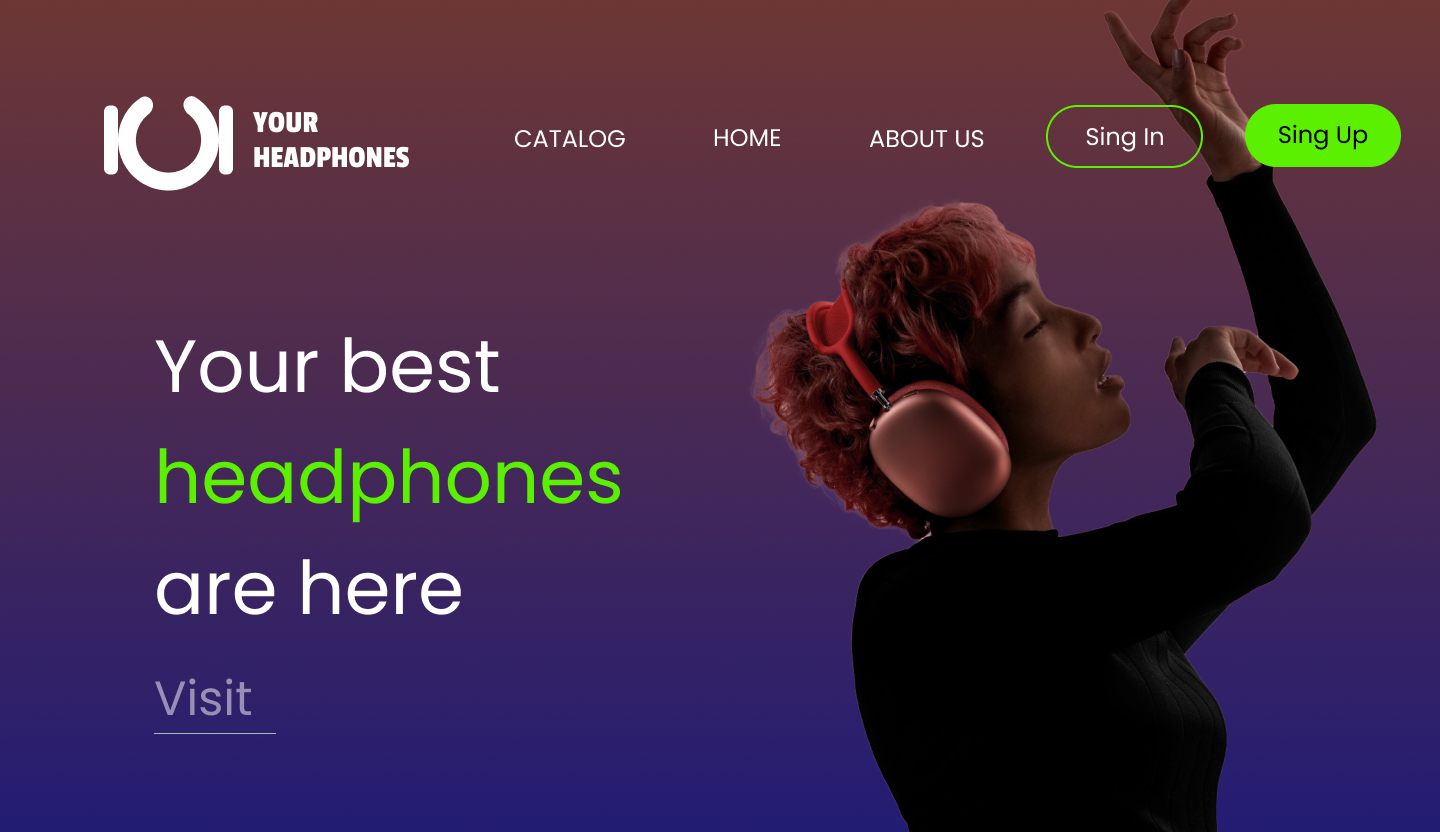 YOUR
HEADPHONES
CATALOG
HOME
ABOUT US
Sing In
Sing Up
Your best
headphones
are here
Visit